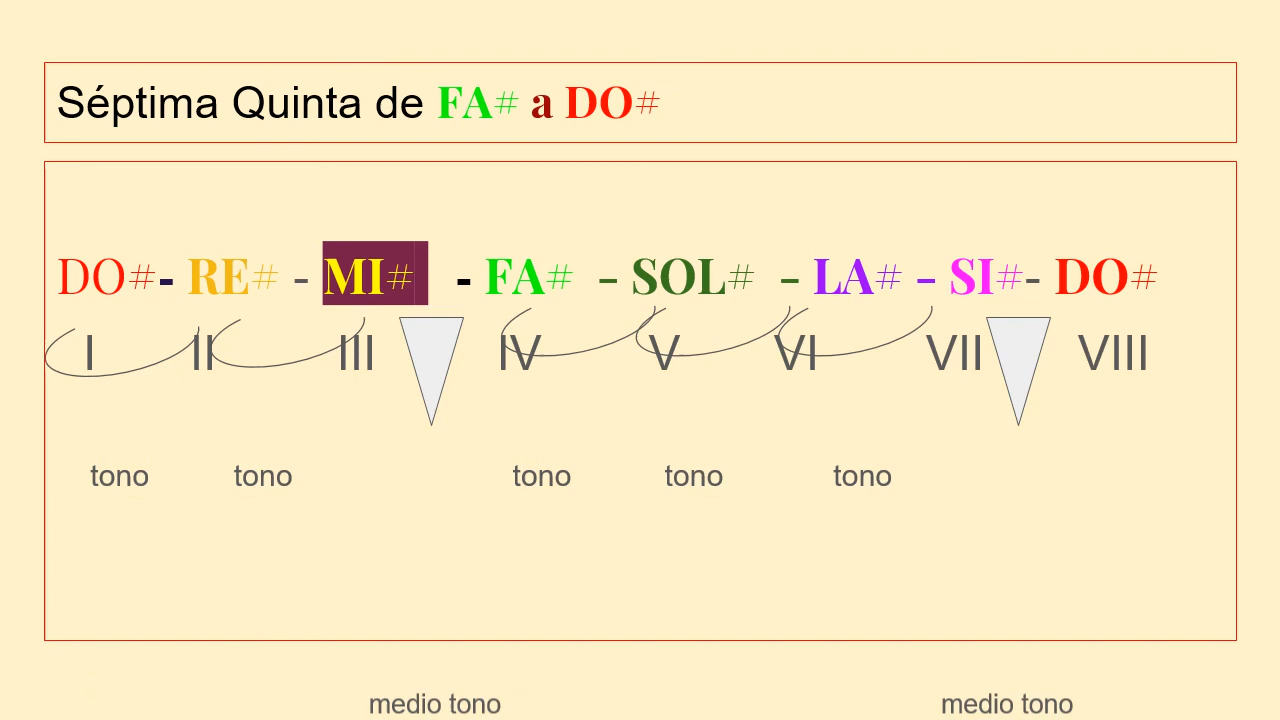 Séptima Quinta de FA# a DO#
DO#- RE# - MI# - FA# – SOL# – LA# – SI#- DO#
I II III IV V VI VII VIII
tono tono tono tono tono
medio tono medio tono